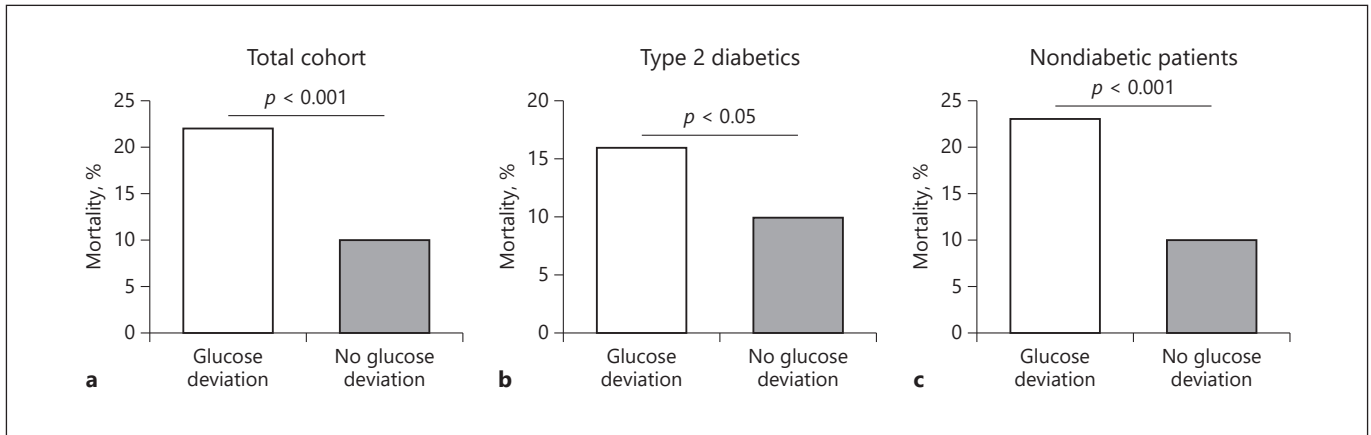 Total cohort
p < 0.001
25
20
15
10
5
0
Mortality, %
Glucose
deviation
No glucose
deviation
a
Type 2 diabetics
p < 0.05
20
15
10
5
0
Mortality, %
Glucose
deviation
No glucose
deviation
b
Nondiabetic patients
p < 0.001
25
20
15
10
5
0
Mortality, %
Glucose
deviation
No glucose
deviation
c